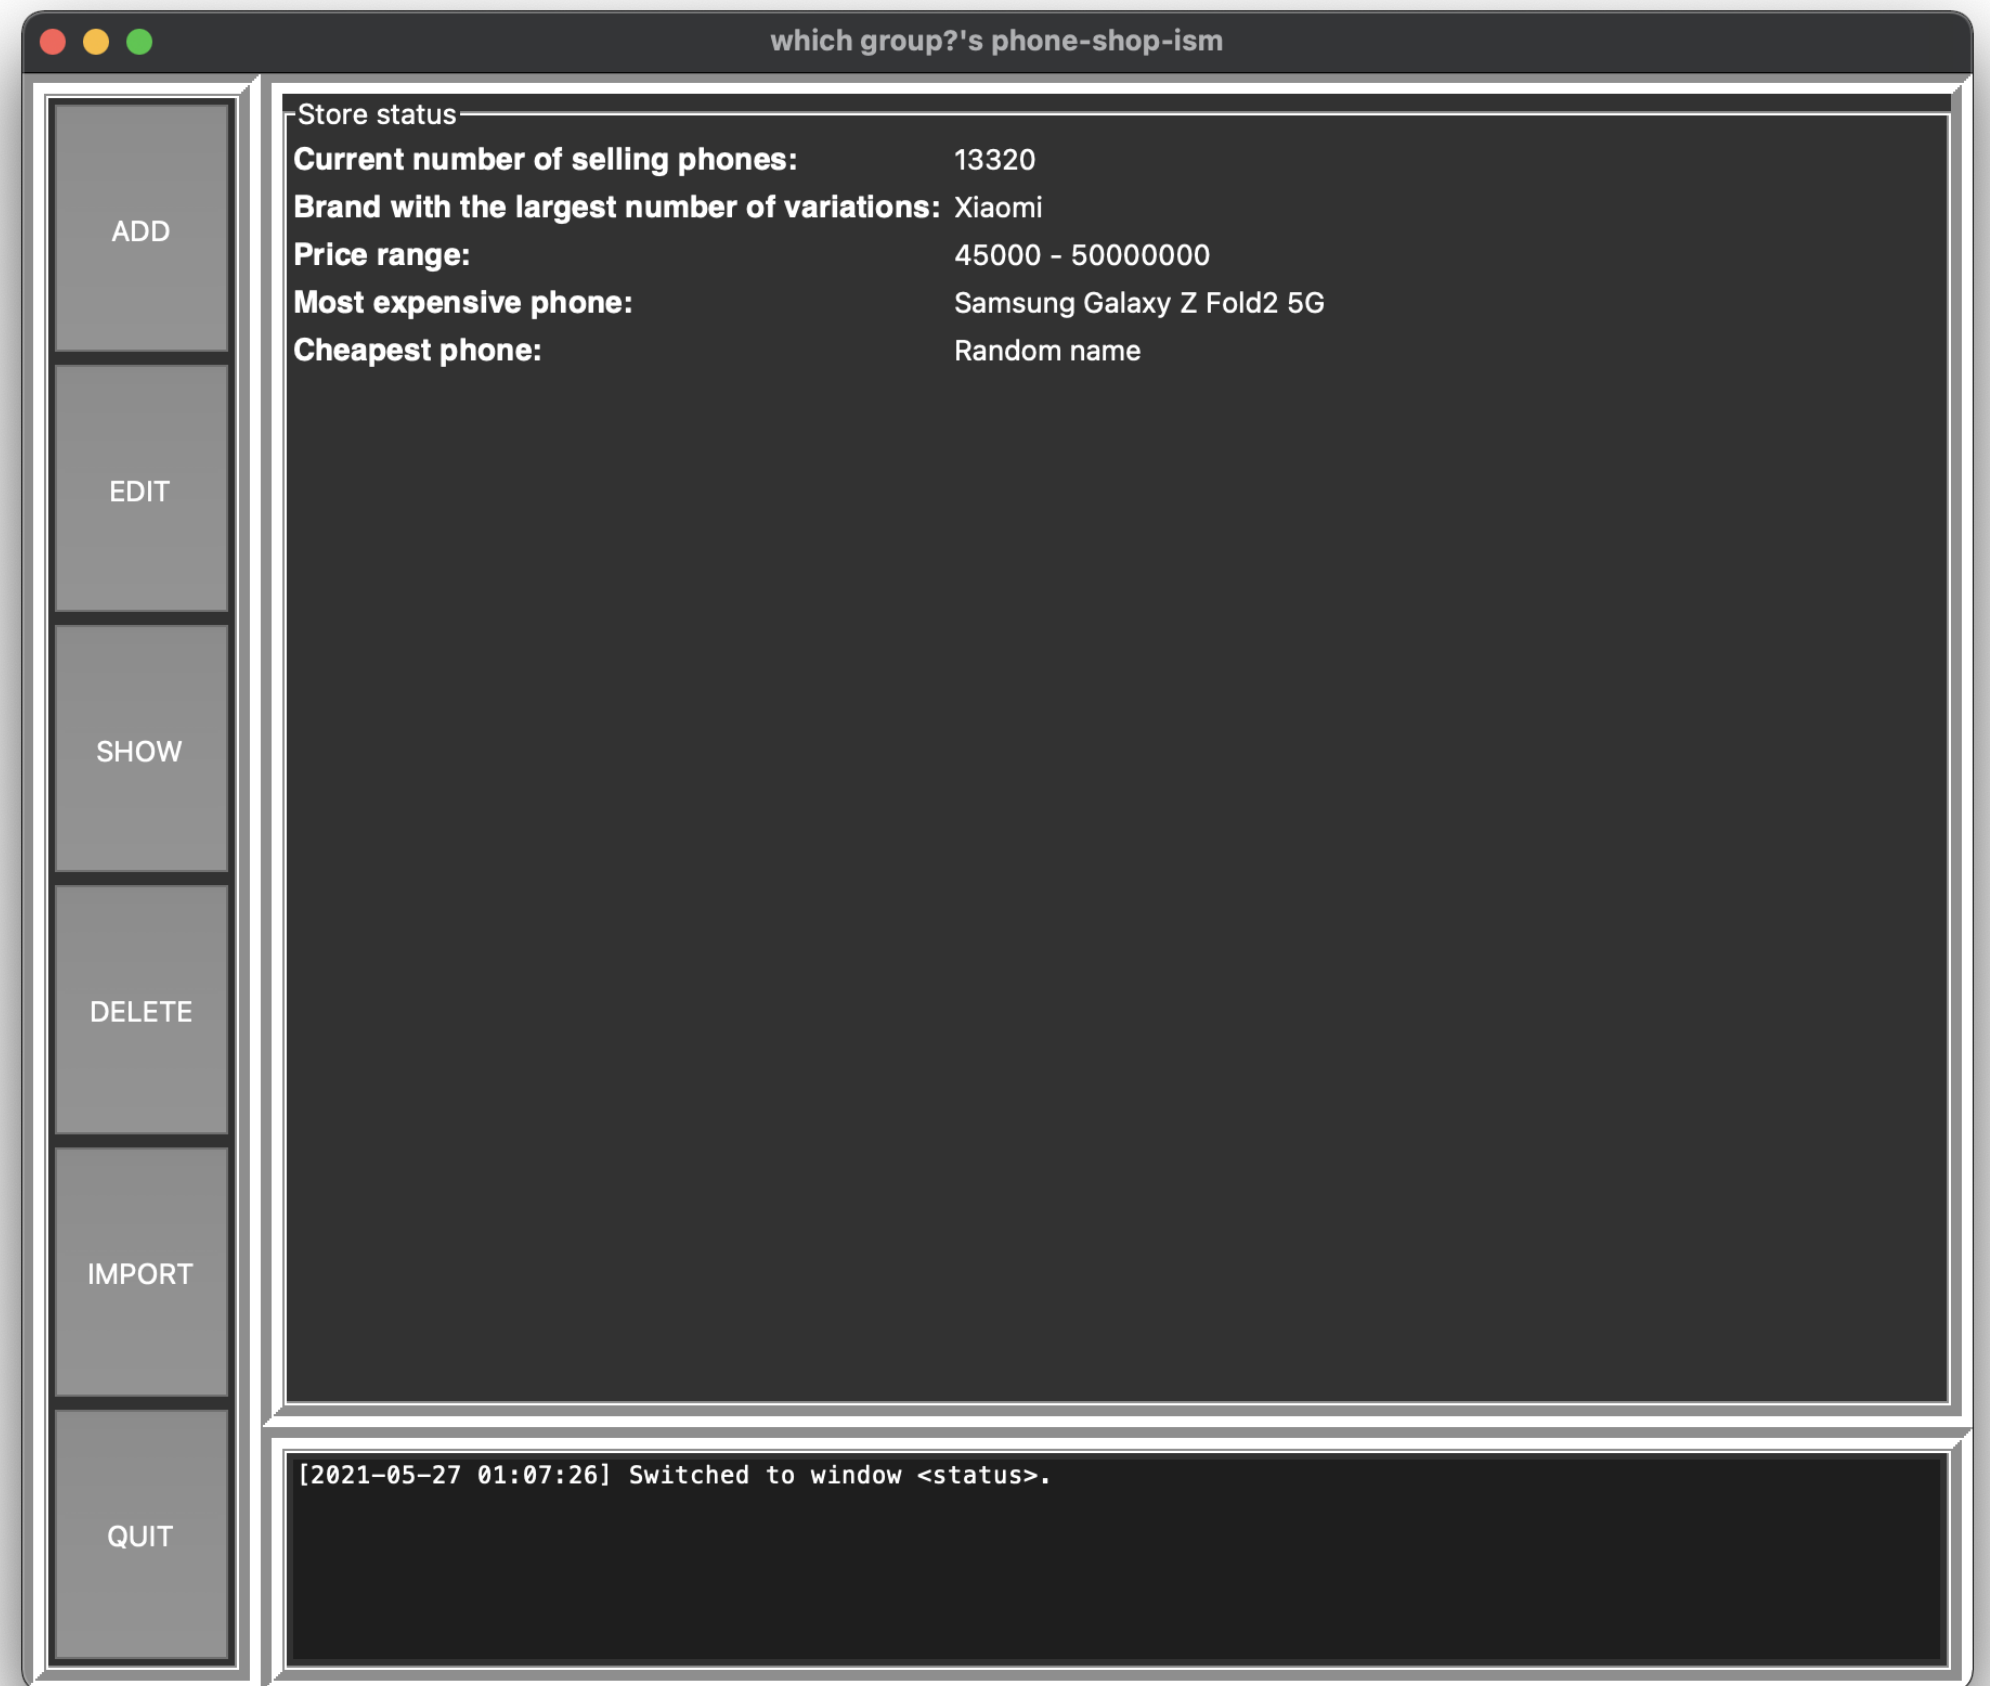 which group?'s phone-shop-ism
ADD
EDIT
SHOW
DELETE
IMPORT
QUIT
Store status
Current number of selling phones: 13320
Brand with the largest number of variations: Xiaomi
Price range: 45000 - 50000000
Most expensive phone: Samsung Galaxy Z Fold2 5G
Cheapest phone: Random name
[2021-05-27 01:07:26] Switched to window <status>.